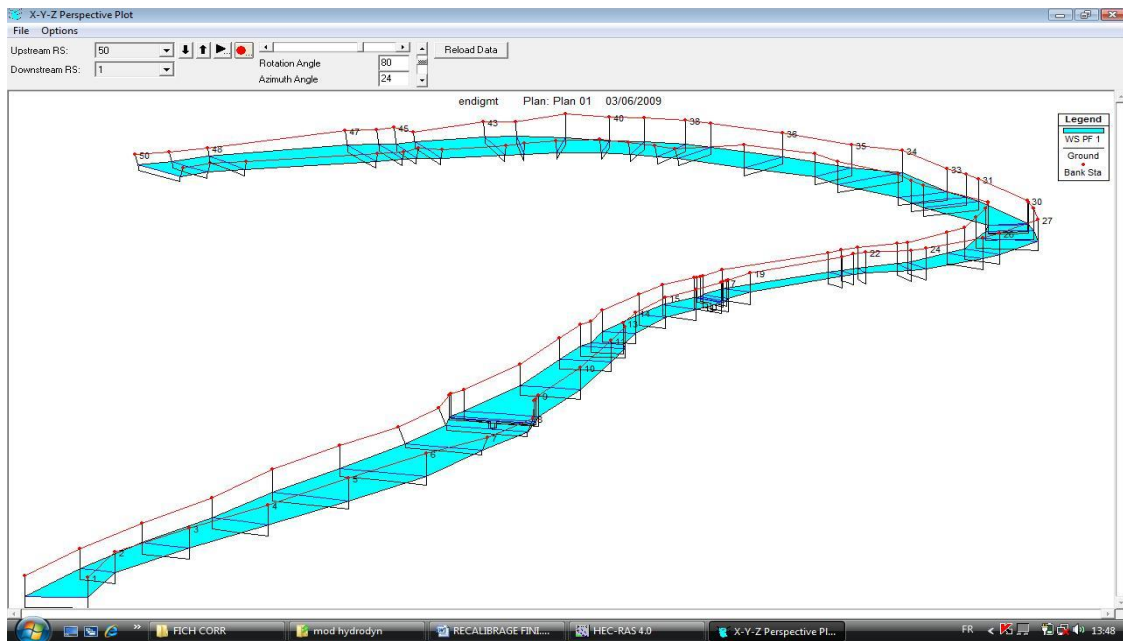 X-Y-Z Perspective Plot
File Options
Upstream RS: 50
Downstream RS: 1
Rotation Angle 80
Azimuth Angle 24
Reload Data
endigmt Plan: Plan 01 03/06/2009
Legend
WS PF 1
Ground
Bank Sta
50
48
47
45
43
40
38
36
35
34
33
31
30
27
26
24
22
19
17
15
14
13
11
10
9
8
7
6
5
4
3
2
1
FICH CORR
mod hydrodyn
RECALIBRAGE FINI....
HEC-RAS 4.0
X-Y-Z Perspective Pl...
FR
13:48